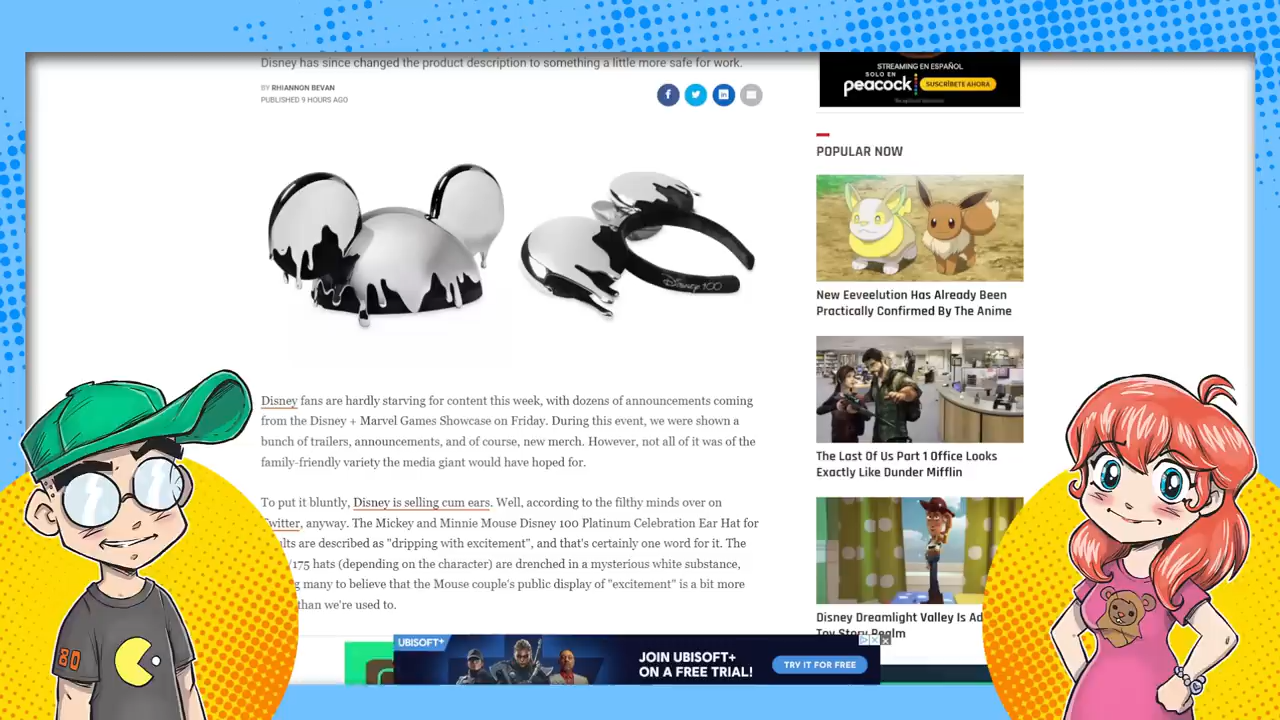 Disney has since changed the product description to something a little more safe for work.
BY RHIANNON BEVAN
PUBLISHED 9 HOURS AGO
Disney 100
Disney fans are hardly starving for content this week, with dozens of announcements coming
from the Disney + Marvel Games Showcase on Friday. During this event, we were shown a
bunch of trailers, announcements, and of course, new merch. However, not all of it was of the
family-friendly variety the media giant would have hoped for.
To put it bluntly, Disney is selling cum ears. Well, according to the filthy minds over on
Twitter, anyway. The Mickey and Minnie Mouse Disney 100 Platinum Celebration Ear Hat for
ults are described as "dripping with excitement", and that's certainly one word for it. The
/175 hats (depending on the character) are drenched in a mysterious white substance,
g many to believe that the Mouse couple's public display of "excitement" is a bit more
than we're used to.
STREAMING EN ESPAÑOL
SOLO EN
peacock
SUSCRÍBETE AHORA
POPULAR NOW
New Eeveelution Has Already Been
Practically Confirmed By The Anime
The Last Of Us Part 1 Office Looks
Exactly Like Dunder Mifflin
Disney Dreamlight Valley Is Ad
Toy Story Realm
UBISOFT+
JOIN UBISOFT+
ON A FREE TRIAL!
TRY IT FOR FREE
80